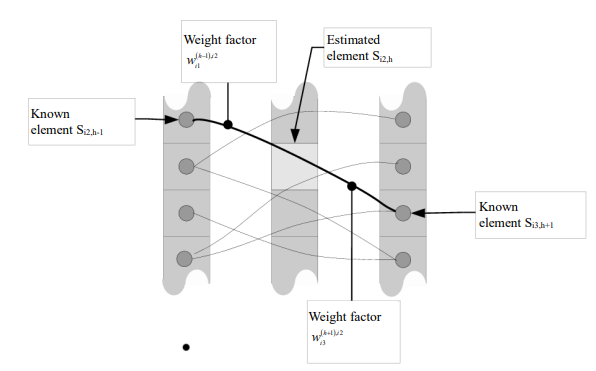 Weight factor
w_{i1}^{(h-1),i2}
Estimated
element S_{i2,h}
Known
element S_{i2,h-1}
Known
element S_{i3,h+1}
Weight factor
w_{i3}^{(h+1),i2}